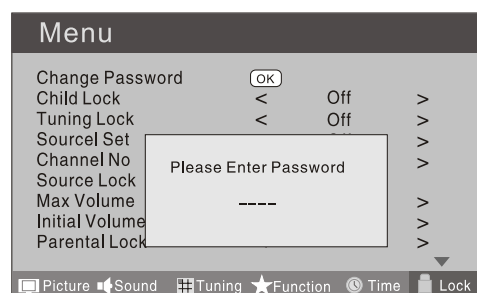 Menu
Change Password OK
Child Lock < Off >
Tuning Lock < Off >
Sourcel Set >
Channel No >
Source Lock
Max Volume >
Initial Volume >
Parental Lock >
Please Enter Password
----
Picture Sound Tuning Function Time Lock